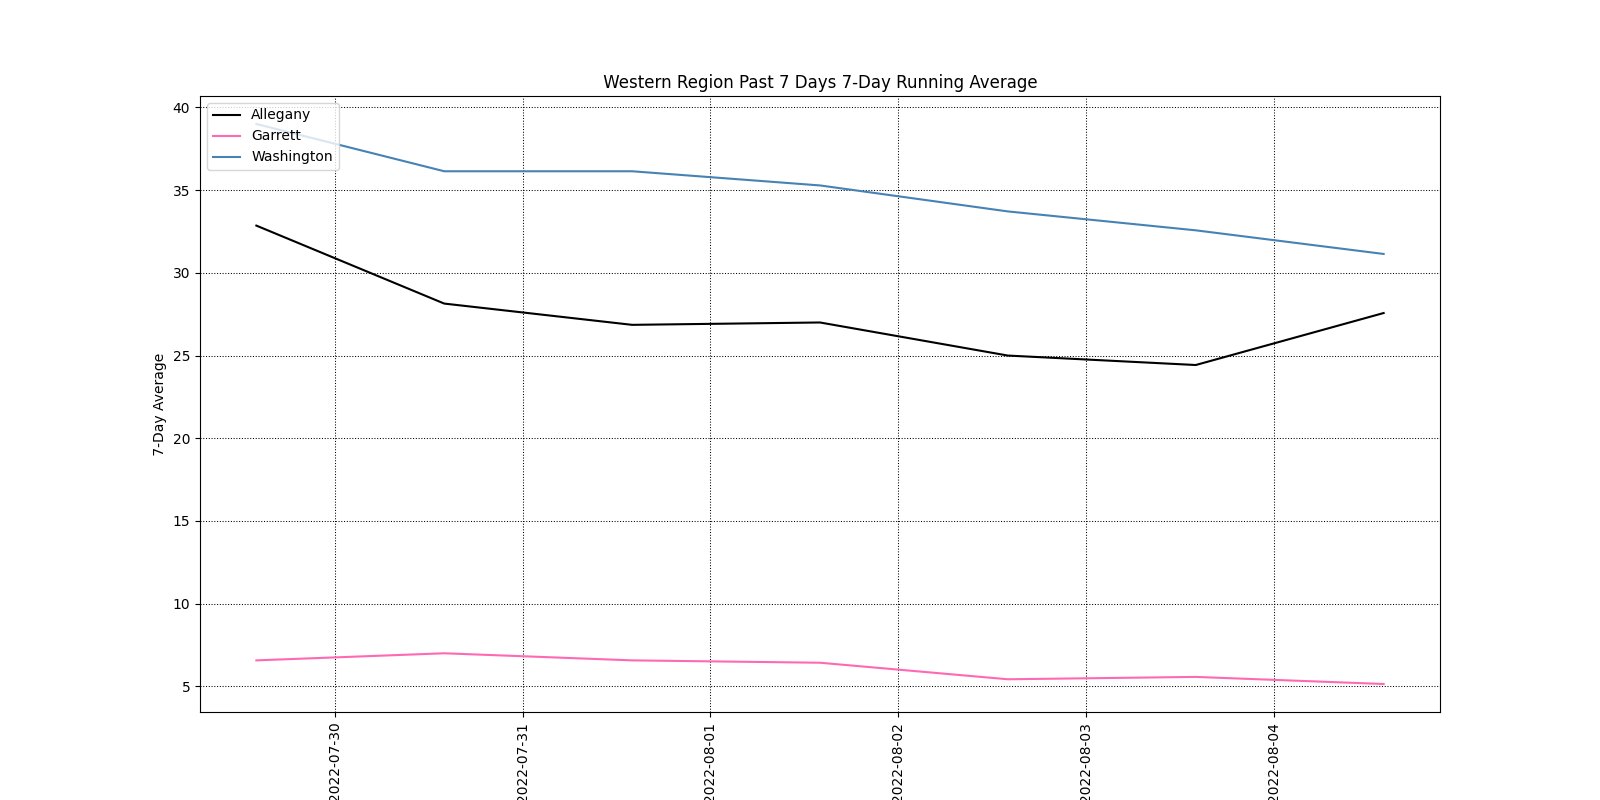 Western Region Past 7 Days 7-Day Running Average
Allegany
Garrett
Washington
7-Day Average
40
35
30
25
20
15
10
5
2022-07-30
2022-07-31
2022-08-01
2022-08-02
2022-08-03
2022-08-04